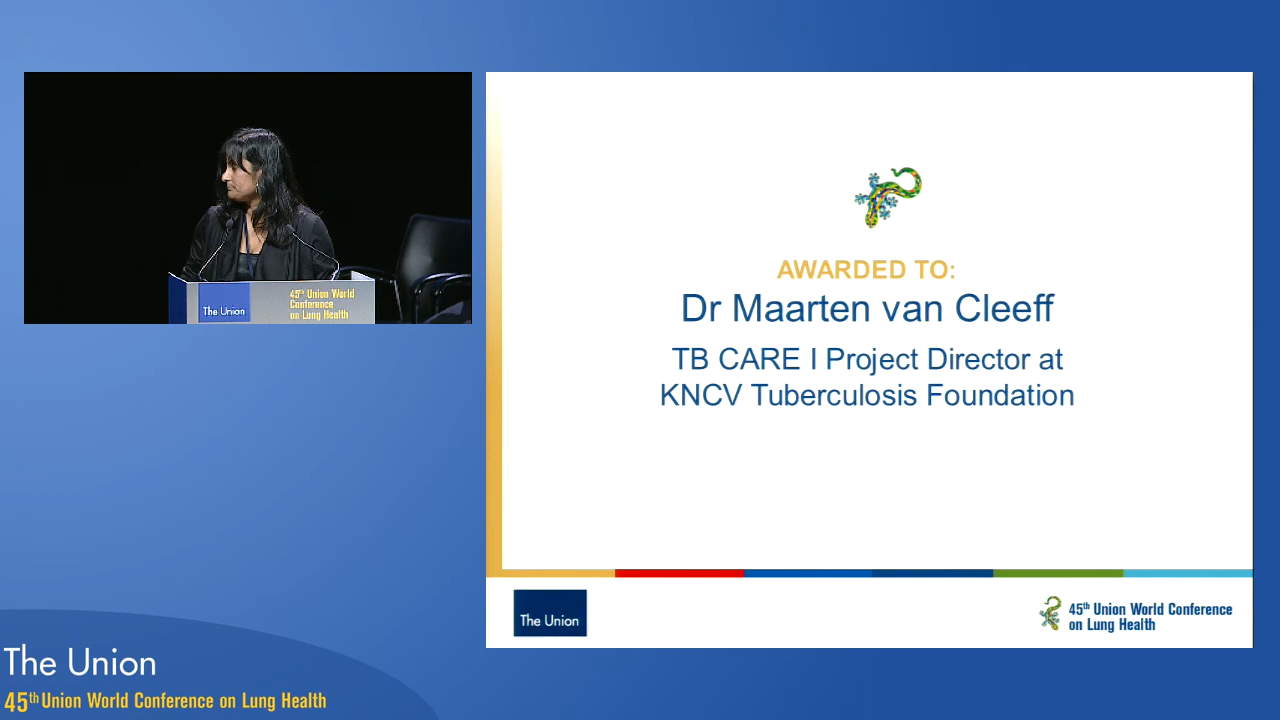 The Union
45th Union World
Conference
on Lung Health
AWARDED TO:
Dr Maarten van Cleeff
TB CARE I Project Director at
KNCV Tuberculosis Foundation
The Union
45th Union World Conference
on Lung Health
The Union
45th Union World Conference on Lung Health